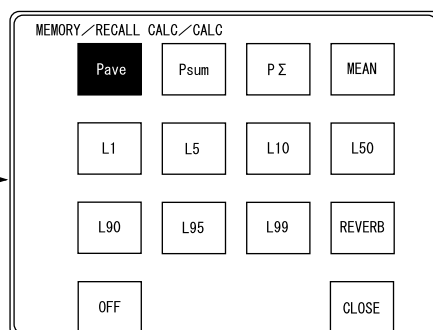 MEMORY／RECALL CALC／CALC
Pave Psum PΣ MEAN
L1 L5 L10 L50
L90 L95 L99 REVERB
OFF CLOSE